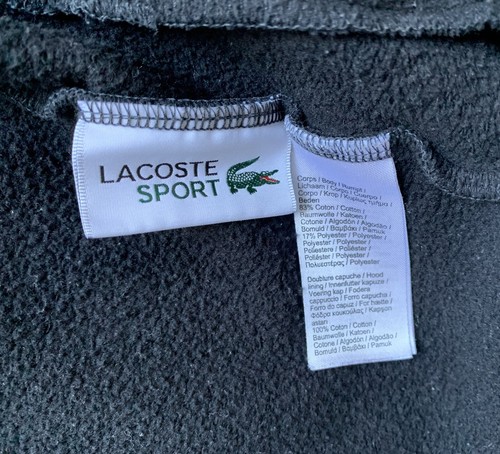 LACOSTE
SPORT
Corps / Body / Rumpf /
Lichaam / Corpo / Cuerpo /
Corpo / Krop / Κυρίως τμήμα /
Beden
83% Coton / Cotton /
Baumwolle / Katoen /
Cotone / Algodón / Algodão /
Bomuld / Βαμβάκι / Pamuk
17% Polyester / Polyester /
Polyester / Polyester /
Poliestere / Poliéster /
Poliéster / Polyester /
Πολυεστέρας / Polyester
Doublure capuche / Hood
lining / Innenfutter kapuze /
Voering kap / Fodera
cappuccio / Forro capucha /
Forro do capuz / For hætte /
Φόδρα κουκούλας / Kapşon
astarı
100% Coton / Cotton /
Baumwolle / Katoen /
Cotone / Algodón / Algodão /
Bomuld / Βαμβάκι / Pamuk